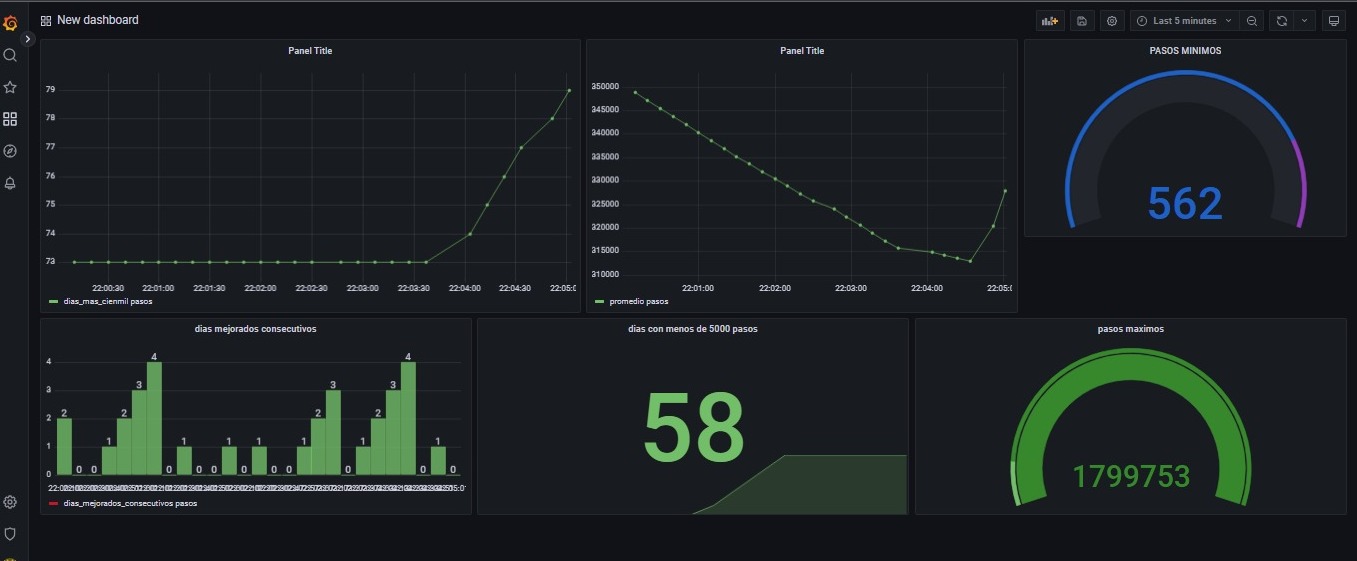 New dashboard
Last 5 minutes
Panel Title
79
78
77
76
75
74
73
22:00:30 22:01:00 22:01:30 22:02:00 22:02:30 22:03:00 22:03:30 22:04:00 22:04:30 22:05:0
dias_mas_cienmil pasos
Panel Title
350000
345000
340000
335000
330000
325000
320000
315000
310000
22:01:00 22:02:00 22:03:00 22:04:00 22:05:0
promedio pasos
PASOS MINIMOS
562
dias mejorados consecutivos
4
3
2
1
0
2 0 0 1 2 3 4 0 1 0 0 1 0 1 0 0 1 2 3 0 1 2 3 4 0 1 0
dias_mejorados_consecutivos pasos
dias con menos de 5000 pasos
58
pasos maximos
1799753